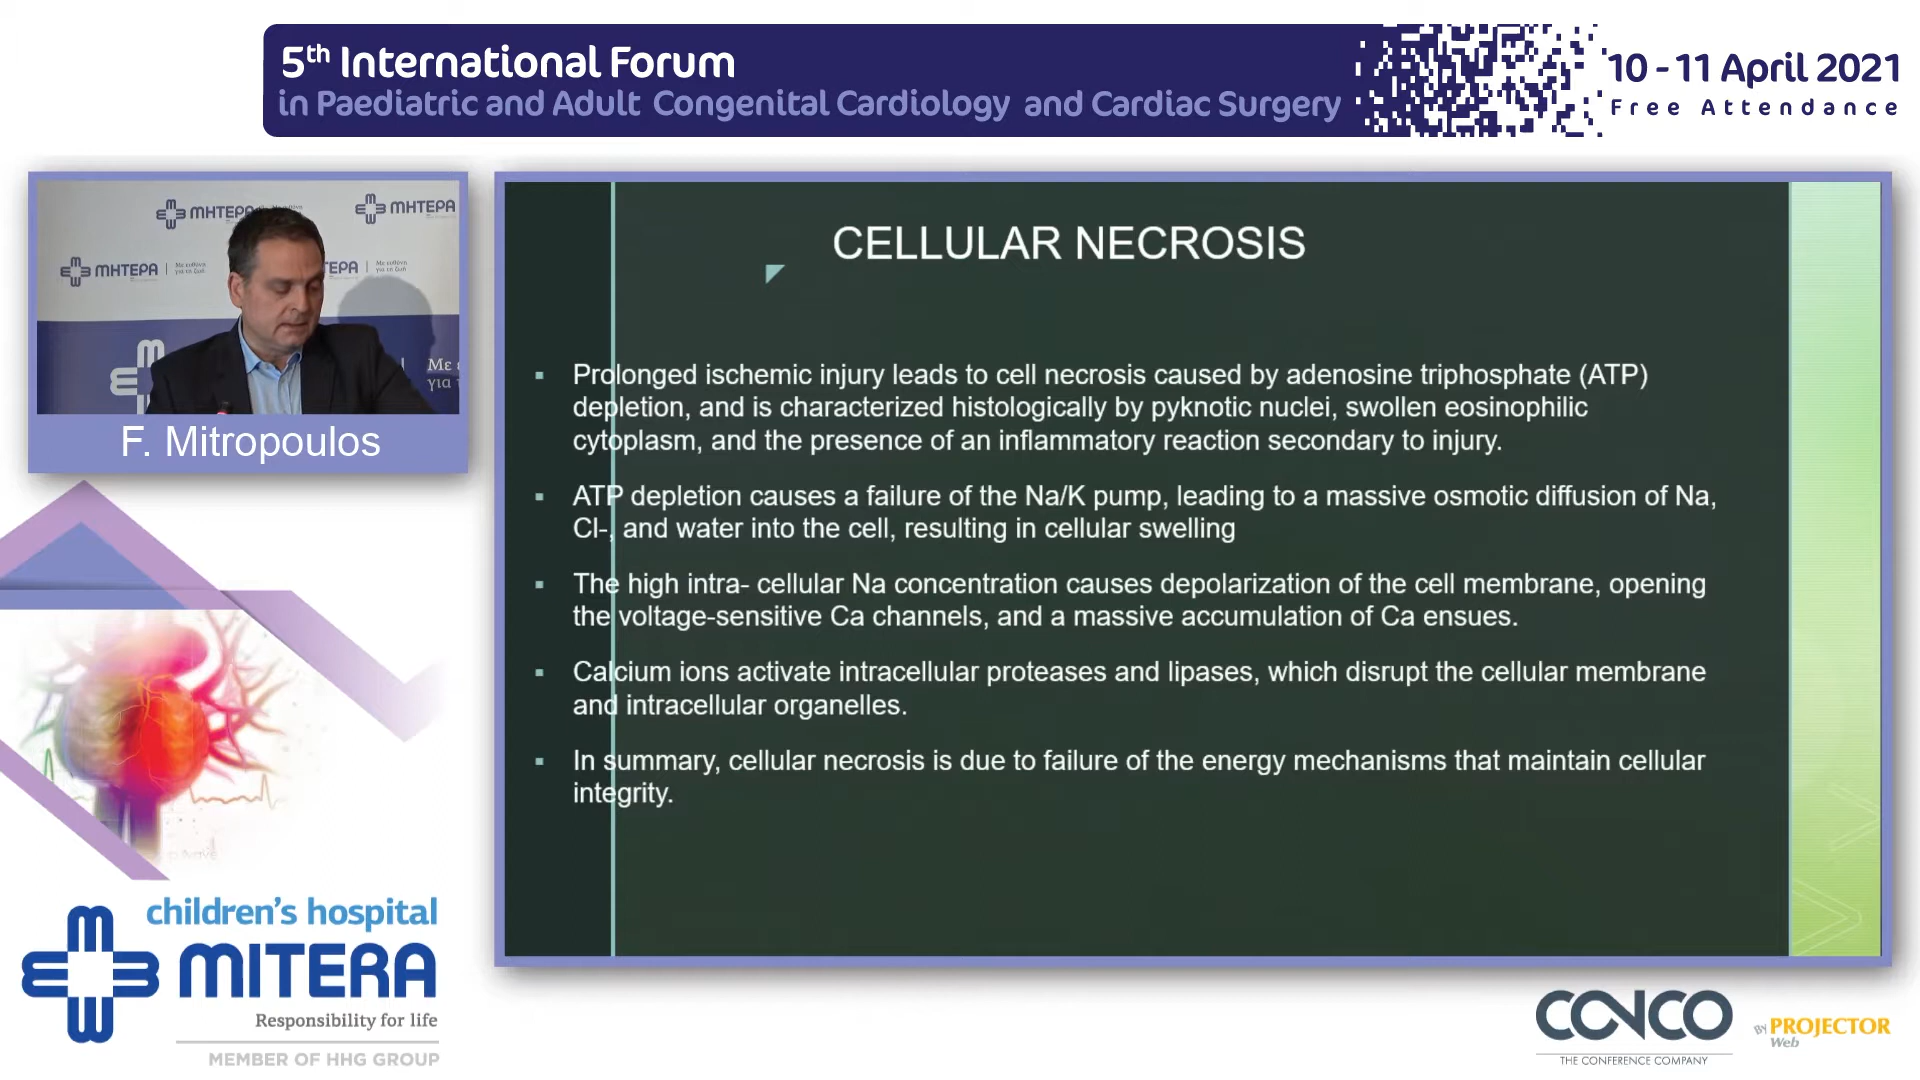 5th International Forum
in Paediatric and Adult Congenital Cardiology and Cardiac Surgery
10 - 11 April 2021
Free Attendance
ΜΗΤΕΡΑ
ΜΗΤΕΡΑ
ΜΗΤΕΡΑ
Με ευθύνη
για τη ζωή
ΤΕΡΑ
Με
για τ
F. Mitropoulos
CELLULAR NECROSIS
▪ Prolonged ischemic injury leads to cell necrosis caused by adenosine triphosphate (ATP)
depletion, and is characterized histologically by pyknotic nuclei, swollen eosinophilic
cytoplasm, and the presence of an inflammatory reaction secondary to injury.
▪ ATP depletion causes a failure of the Na/K pump, leading to a massive osmotic diffusion of Na,
Cl-, and water into the cell, resulting in cellular swelling
▪ The high intra- cellular Na concentration causes depolarization of the cell membrane, opening
the voltage-sensitive Ca channels, and a massive accumulation of Ca ensues.
▪ Calcium ions activate intracellular proteases and lipases, which disrupt the cellular membrane
and intracellular organelles.
▪ In summary, cellular necrosis is due to failure of the energy mechanisms that maintain cellular
integrity.
children's hospital
MITERA
Responsibility for life
MEMBER OF HHG GROUP
CONCO
THE CONFERENCE COMPANY
BY PROJECTOR
Web